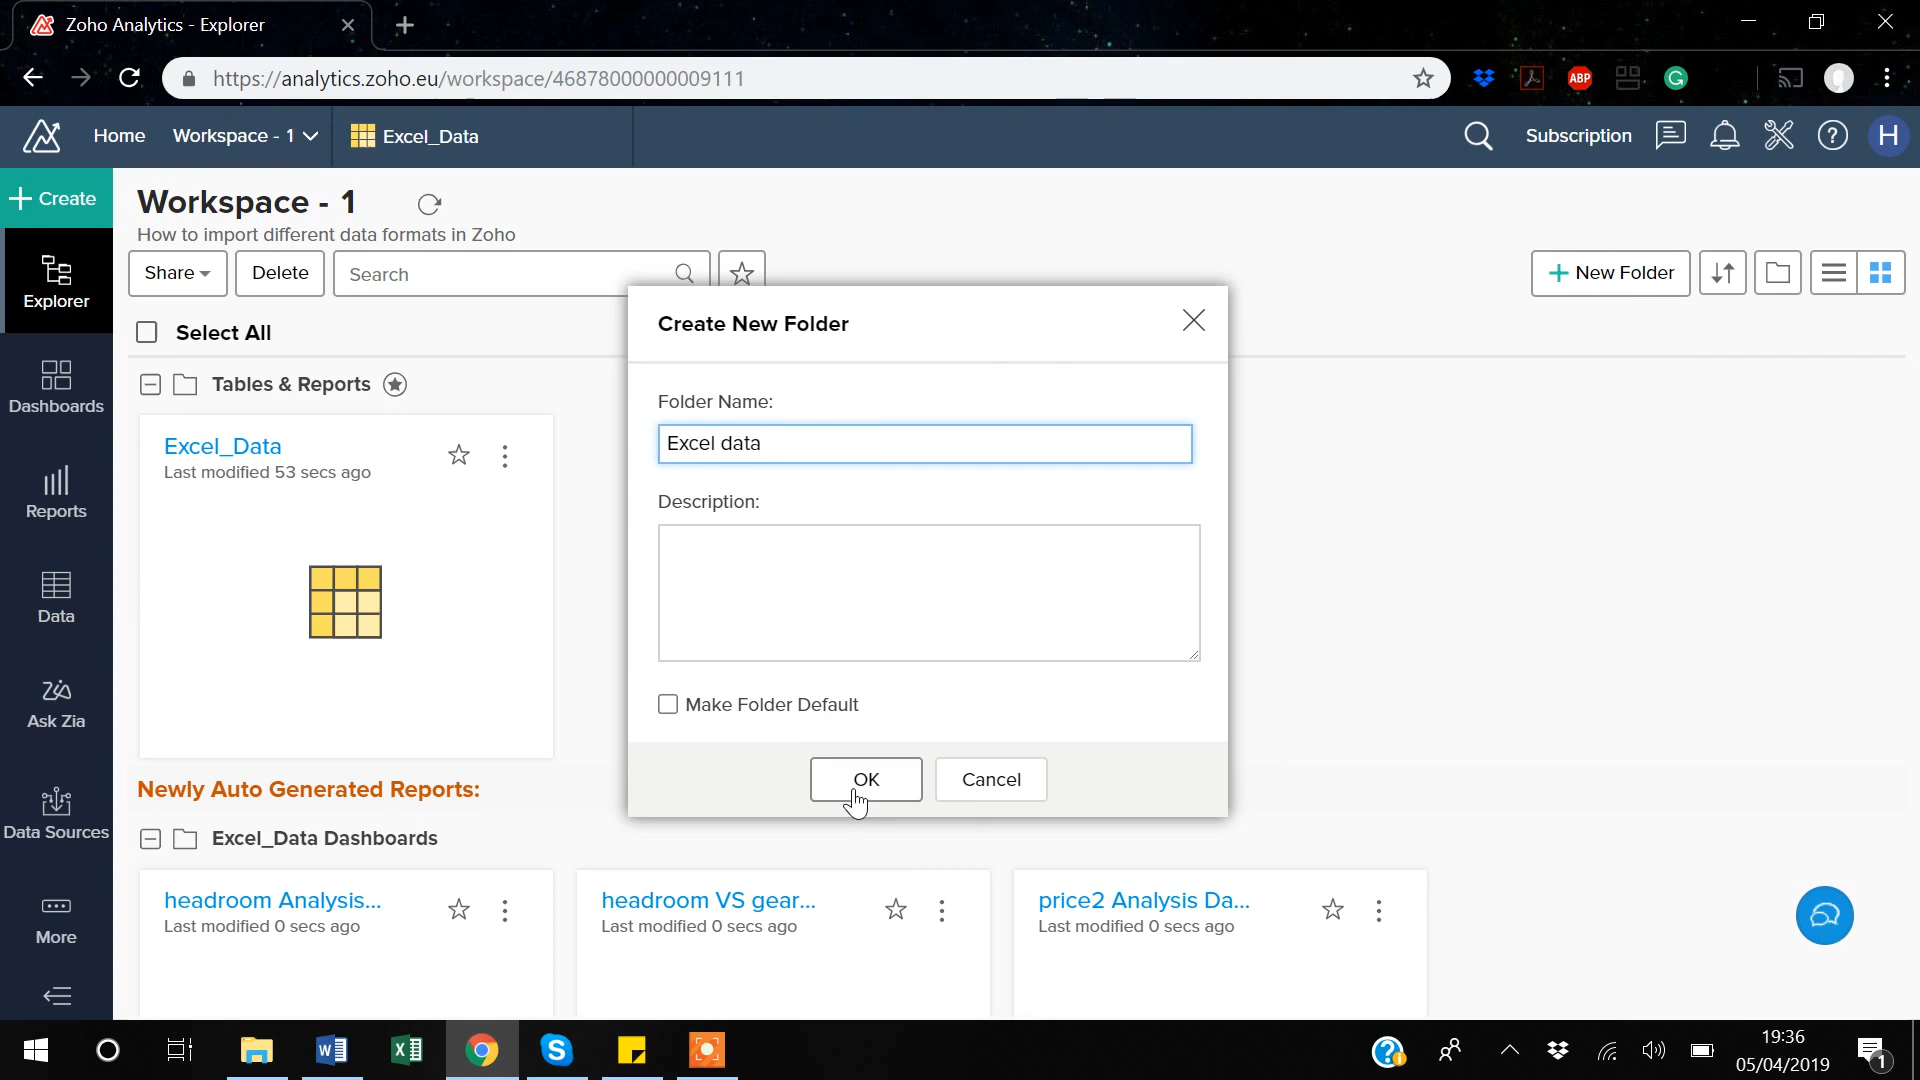 Zoho Analytics - Explorer
https://analytics.zoho.eu/workspace/46878000000009111
ABP
Home
Workspace - 1
Excel_Data
Subscription
H
Create
Workspace - 1
How to import different data formats in Zoho
Share
Delete
Search
New Folder
Explorer
Select All
Create New Folder
Tables & Reports
Folder Name:
Excel data
Dashboards
Excel_Data
Last modified 53 secs ago
Description:
Reports
Data
Ask Zia
Make Folder Default
OK
Cancel
Newly Auto Generated Reports:
Data Sources
Excel_Data Dashboards
headroom Analysis...
Last modified 0 secs ago
headroom VS gear...
Last modified 0 secs ago
price2 Analysis Da...
Last modified 0 secs ago
More
19:36
05/04/2019
1